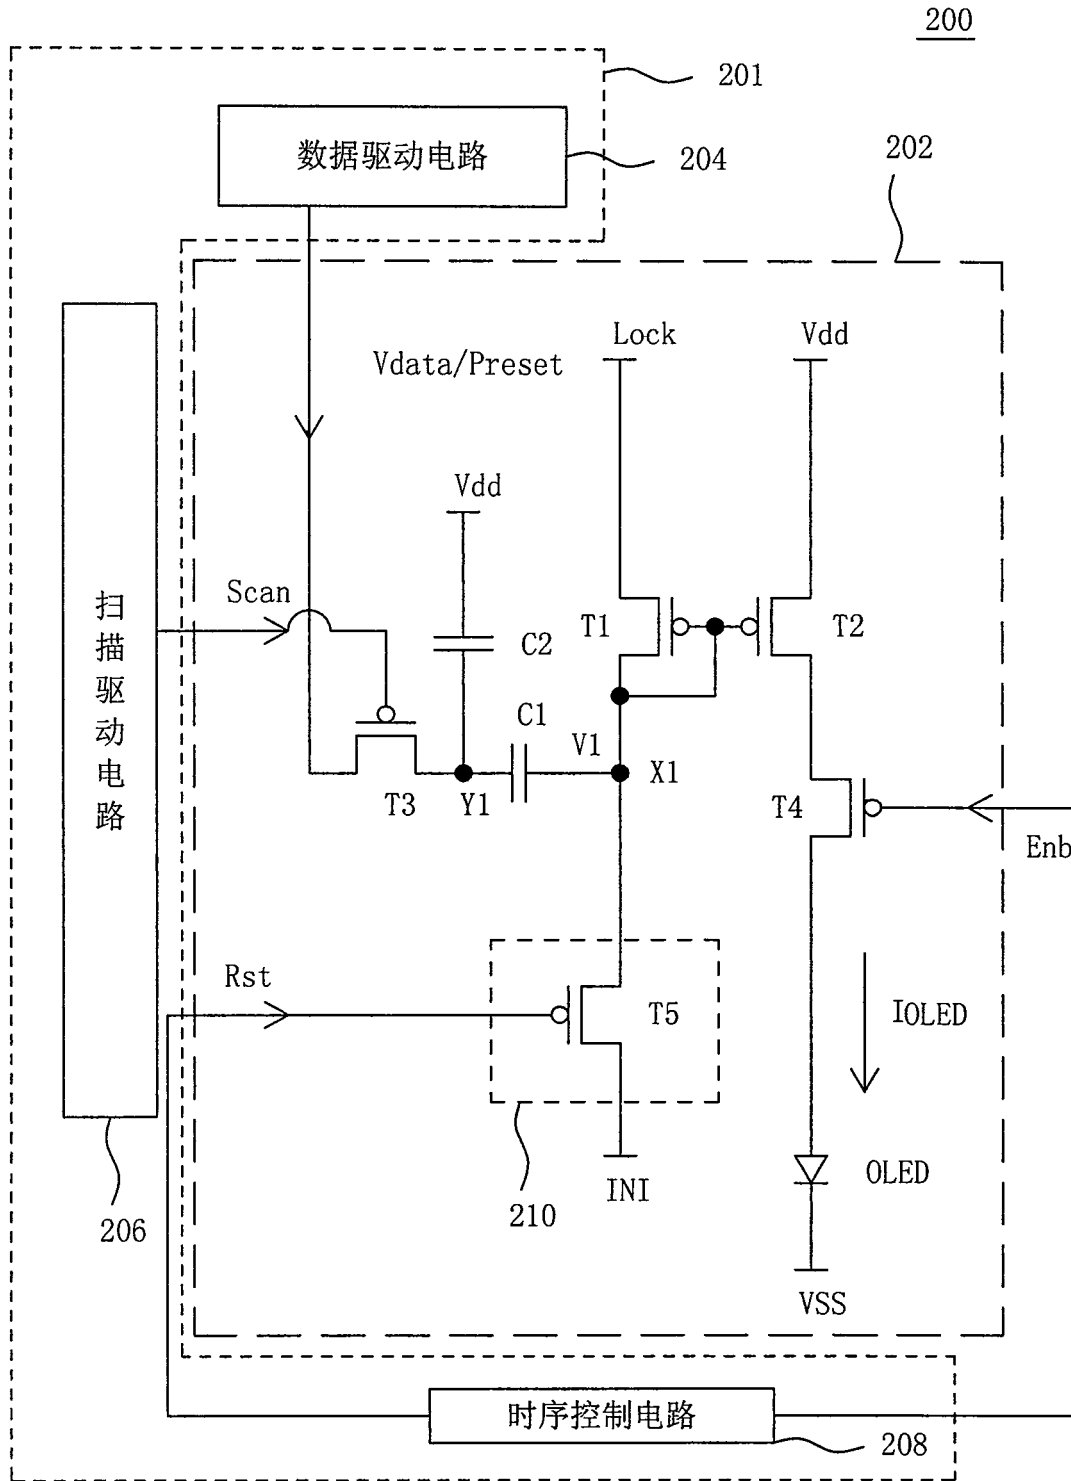 200
201
数据驱动电路
204
202
Lock
Vdd
Vdata/Preset
Vdd
扫描驱动电路
Scan
T1
T2
C2
C1
V1
X1
T3
Y1
T4
Enb
Rst
T5
IOLED
210
INI
OLED
206
VSS
时序控制电路
208